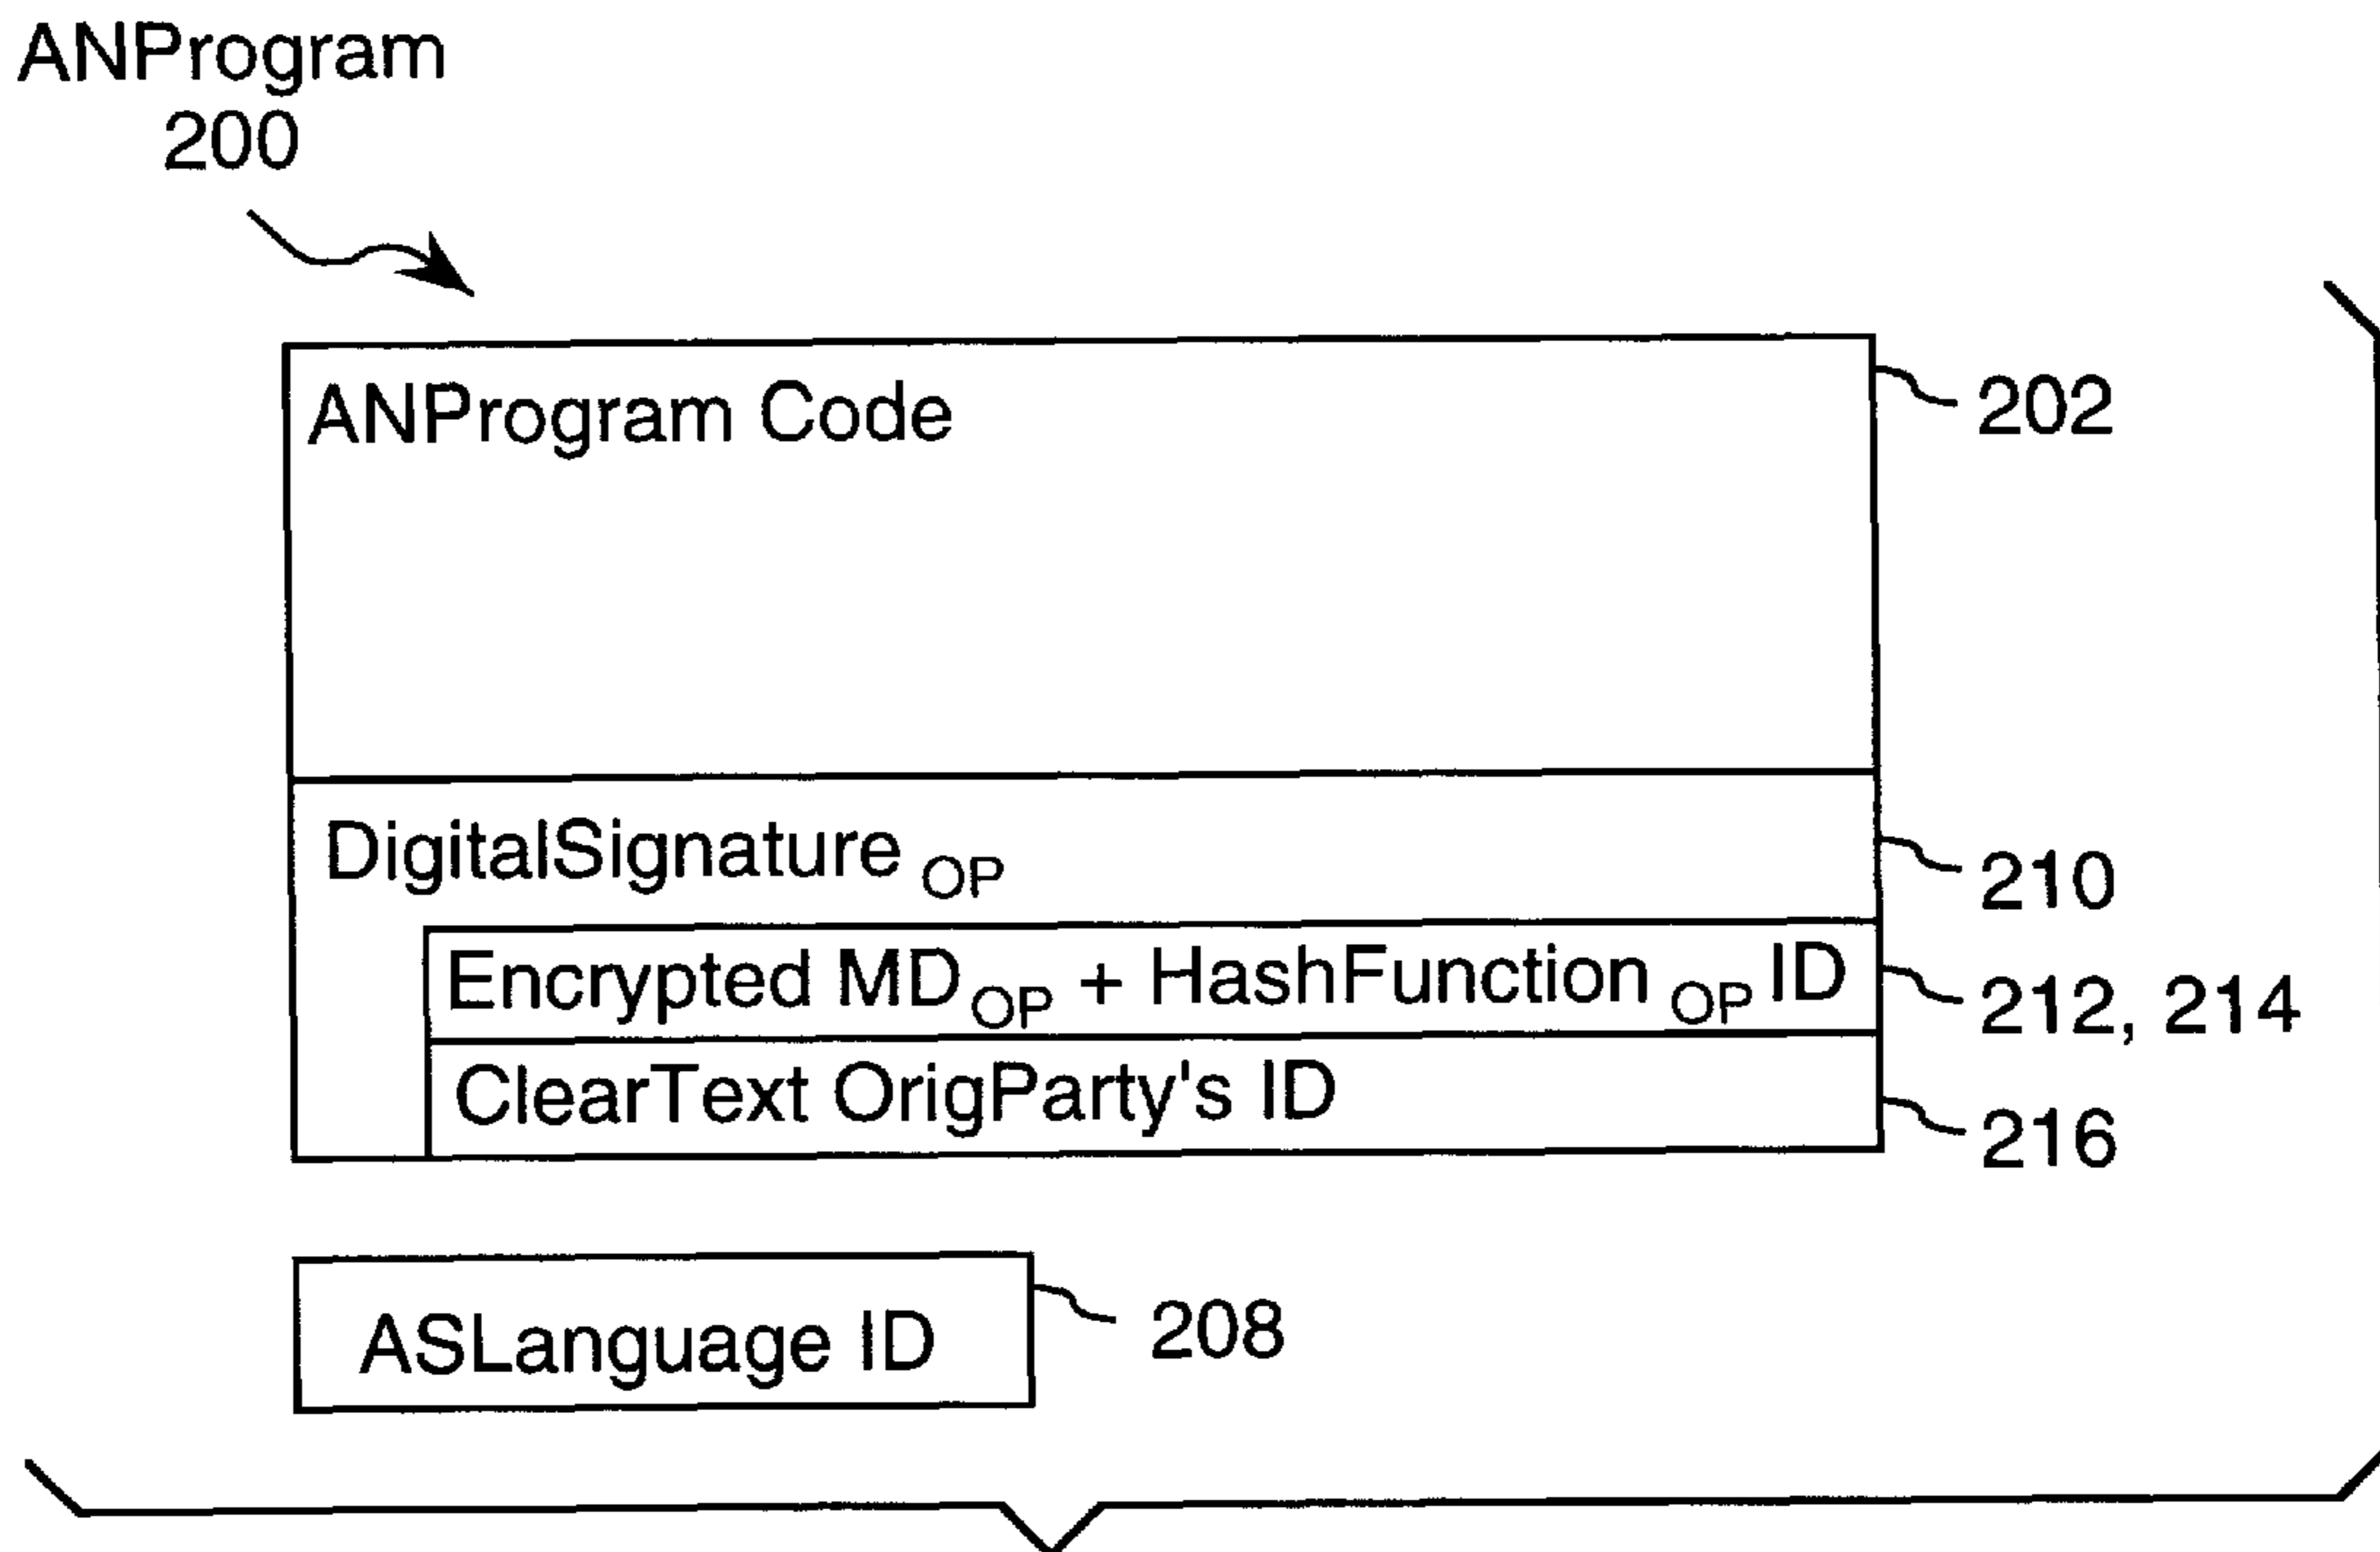 ANProgram
200
ANProgram Code
202
DigitalSignature OP
210
Encrypted MD OP + HashFunction OP ID
212, 214
ClearText OrigParty's ID
216
ASLanguage ID
208